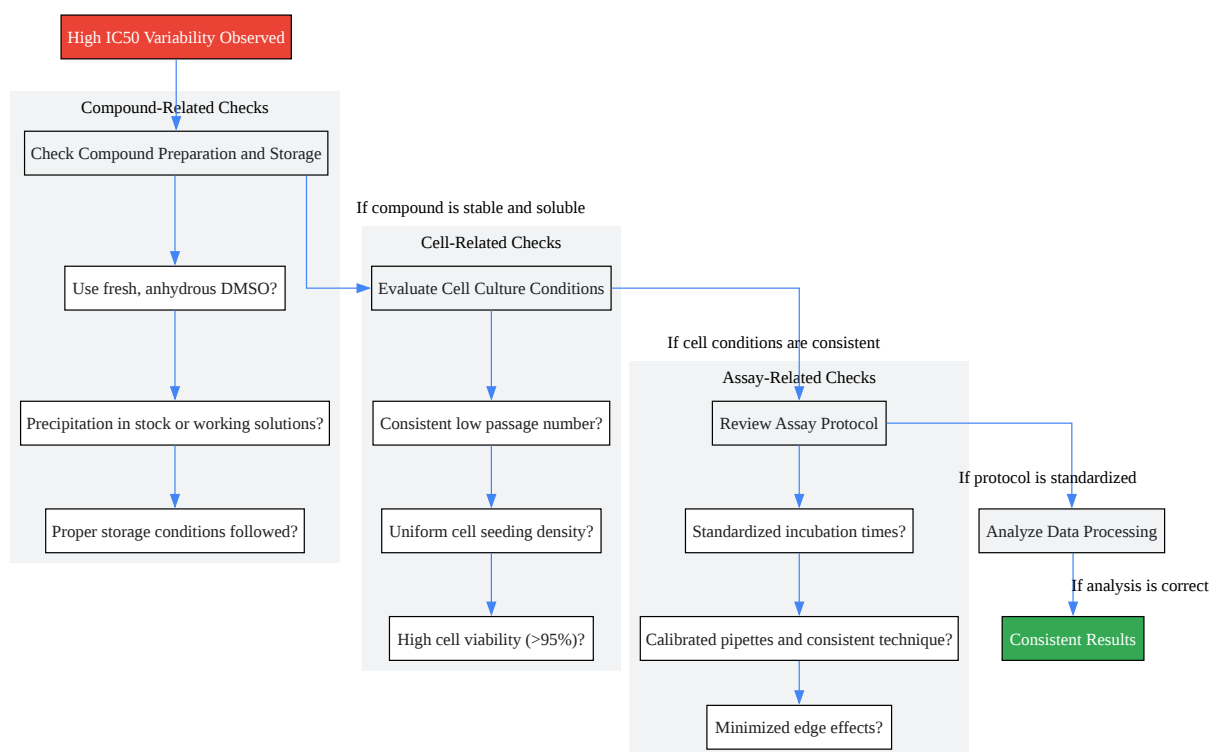 High IC50 Variability Observed
Compound-Related Checks
Check Compound Preparation and Storage
Use fresh, anhydrous DMSO?
Precipitation in stock or working solutions?
Proper storage conditions followed?
If compound is stable and soluble
Cell-Related Checks
Evaluate Cell Culture Conditions
Consistent low passage number?
Uniform cell seeding density?
High cell viability (>95%)?
If cell conditions are consistent
Assay-Related Checks
Review Assay Protocol
Standardized incubation times?
Calibrated pipettes and consistent technique?
Minimized edge effects?
If protocol is standardized
Analyze Data Processing
If analysis is correct
Consistent Results